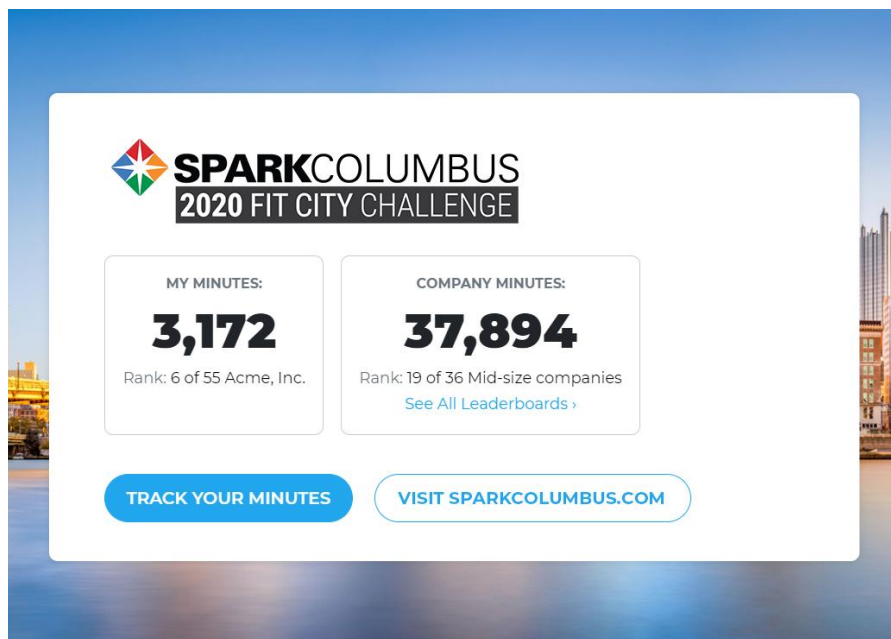 SPARKCOLUMBUS
2020 FIT CITY CHALLENGE
MY MINUTES:
3,172
Rank: 6 of 55 Acme, Inc.
COMPANY MINUTES:
37,894
Rank: 19 of 36 Mid-size companies
See All Leaderboards ›
TRACK YOUR MINUTES
VISIT SPARKCOLUMBUS.COM